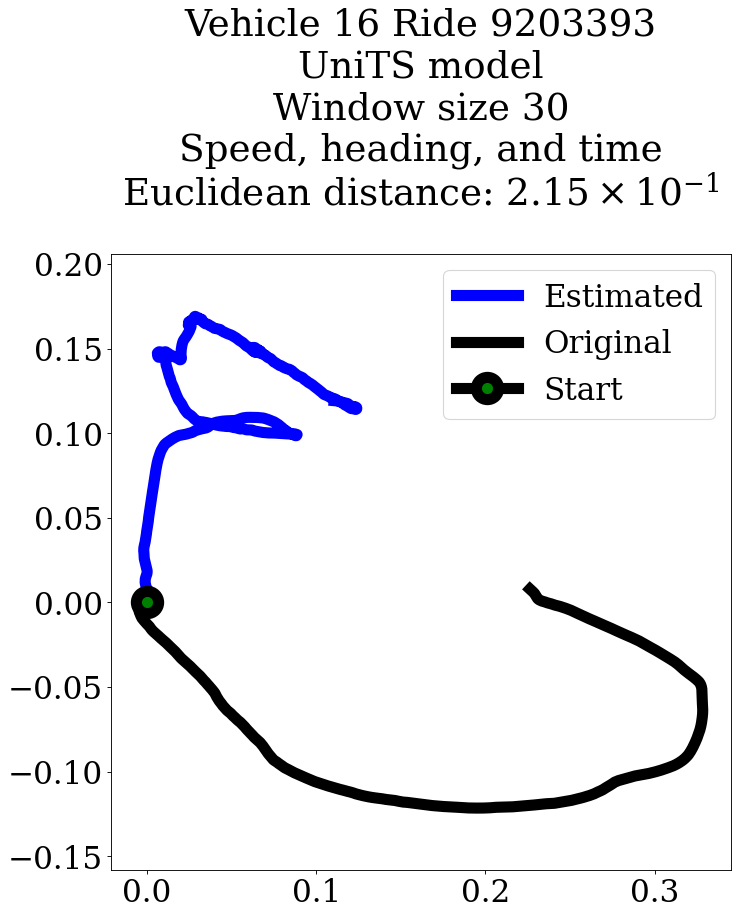 Vehicle 16 Ride 9203393
UniTS model
Window size 30
Speed, heading, and time
Euclidean distance: 2.15 × 10⁻¹
0.20
0.15
0.10
0.05
0.00
−0.05
−0.10
−0.15
Estimated
Original
Start
0.0 0.1 0.2 0.3